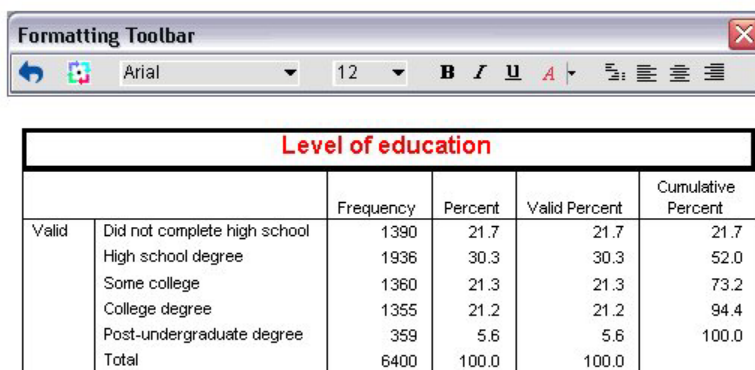 Formatting Toolbar
Arial 12 B I U A
Level of education
Frequency Percent Valid Percent Cumulative Percent
Valid Did not complete high school 1390 21.7 21.7 21.7
High school degree 1936 30.3 30.3 52.0
Some college 1360 21.3 21.3 73.2
College degree 1355 21.2 21.2 94.4
Post-undergraduate degree 359 5.6 5.6 100.0
Total 6400 100.0 100.0